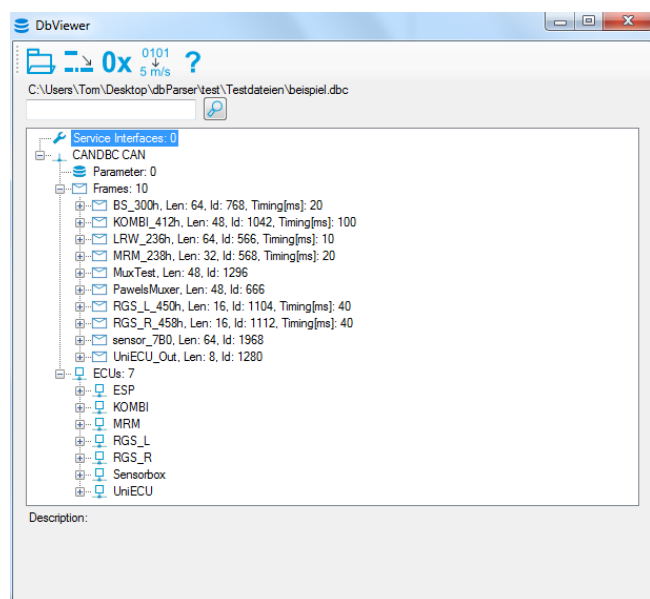 DbViewer
0x
0101
5 m/s
?
C:\Users\Tom\Desktop\dbParser\test\Testdateien\beispiel.dbc
Service Interfaces: 0
CANDBC CAN
Parameter: 0
Frames: 10
BS_300h, Len: 64, Id: 768, Timing[ms]: 20
KOMBI_412h, Len: 48, Id: 1042, Timing[ms]: 100
LRW_236h, Len: 64, Id: 566, Timing[ms]: 10
MRM_238h, Len: 32, Id: 568, Timing[ms]: 20
MuxTest, Len: 48, Id: 1296
PawelsMuxer, Len: 48, Id: 666
RGS_L_450h, Len: 16, Id: 1104, Timing[ms]: 40
RGS_R_458h, Len: 16, Id: 1112, Timing[ms]: 40
sensor_7B0, Len: 64, Id: 1968
UniECU_Out, Len: 8, Id: 1280
ECUs: 7
ESP
KOMBI
MRM
RGS_L
RGS_R
Sensorbox
UniECU
Description: